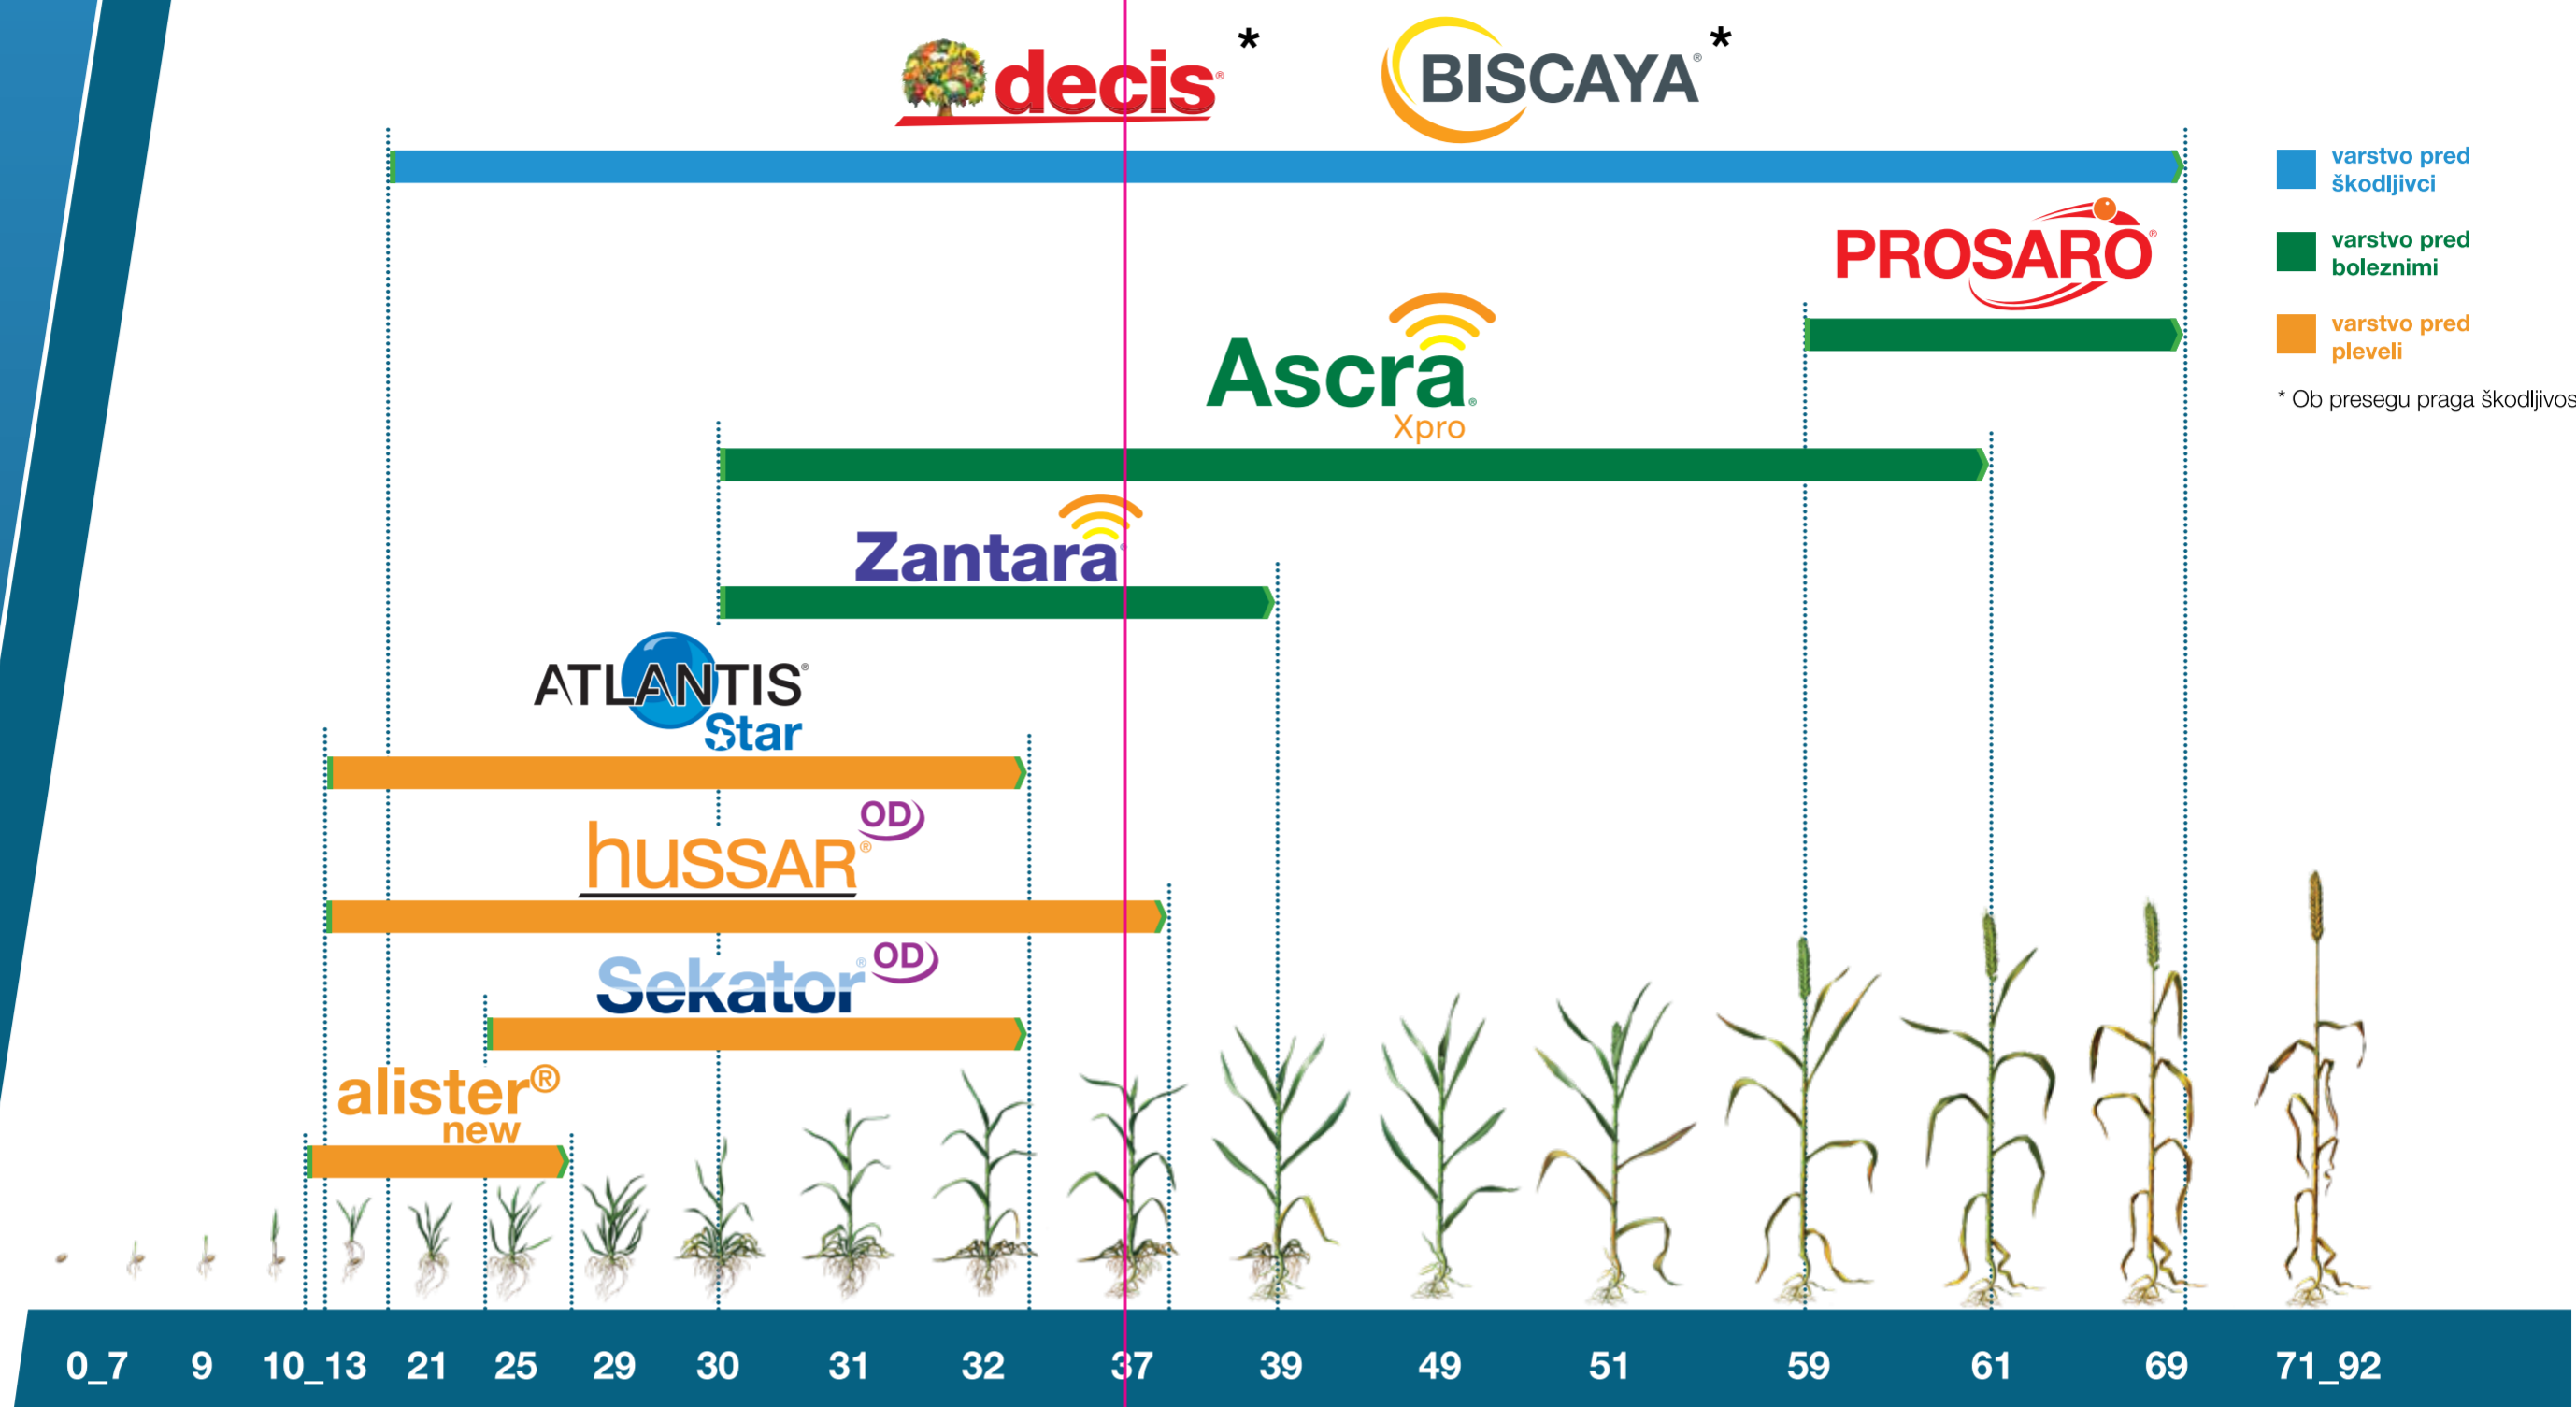 decis® *
BISCAYA® *
varstvo pred
škodljivci
PROSARO®
varstvo pred
boleznimi
varstvo pred
pleveli
* Ob presegu praga
Ascra®
Xpro
Zantara®
ATLANTIS®
Star
hussar® OD
Sekator® OD
alister®
new
0_7 9 10_13 21 25 29 30 31 32 37 39 49 51 59 61 69 71_92